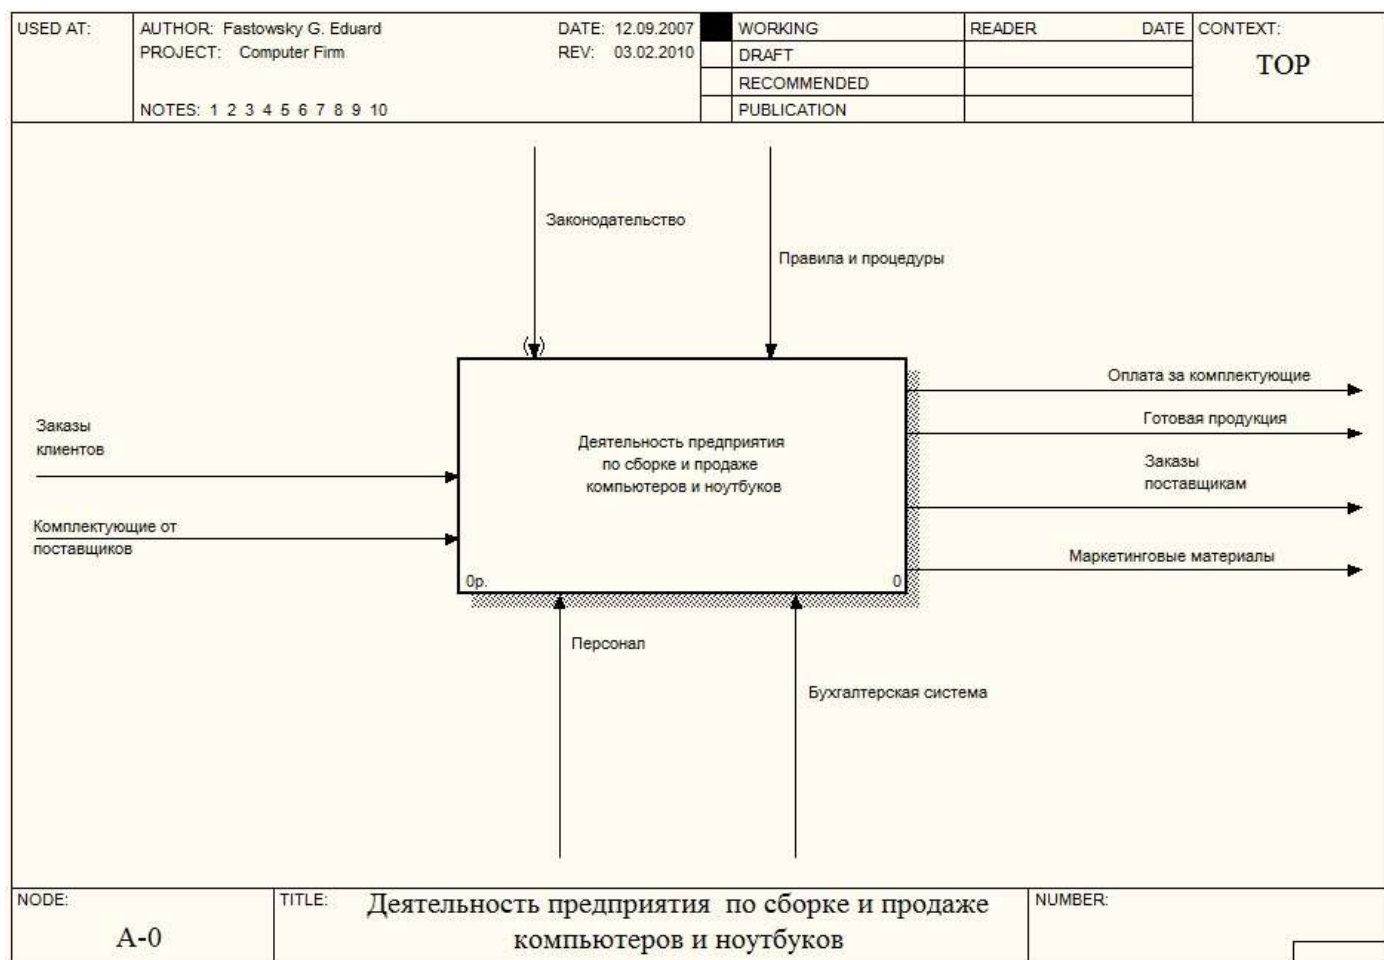 USED AT:
AUTHOR: Fastowsky G. Eduard
DATE: 12.09.2007
PROJECT: Computer Firm
REV: 03.02.2010
NOTES: 1 2 3 4 5 6 7 8 9 10
WORKING
DRAFT
RECOMMENDED
PUBLICATION
READER DATE
CONTEXT:
TOP
Законодательство
Правила и процедуры
( )
Оплата за комплектующие
Готовая продукция
Заказы
поставщикам
Маркетинговые материалы
Заказы
клиентов
Комплектующие от
поставщиков
Деятельность предприятия
по сборке и продаже
компьютеров и ноутбуков
0р. 0
Персонал
Бухгалтерская система
NODE:
A-0
TITLE:
Деятельность предприятия по сборке и продаже
компьютеров и ноутбуков
NUMBER: